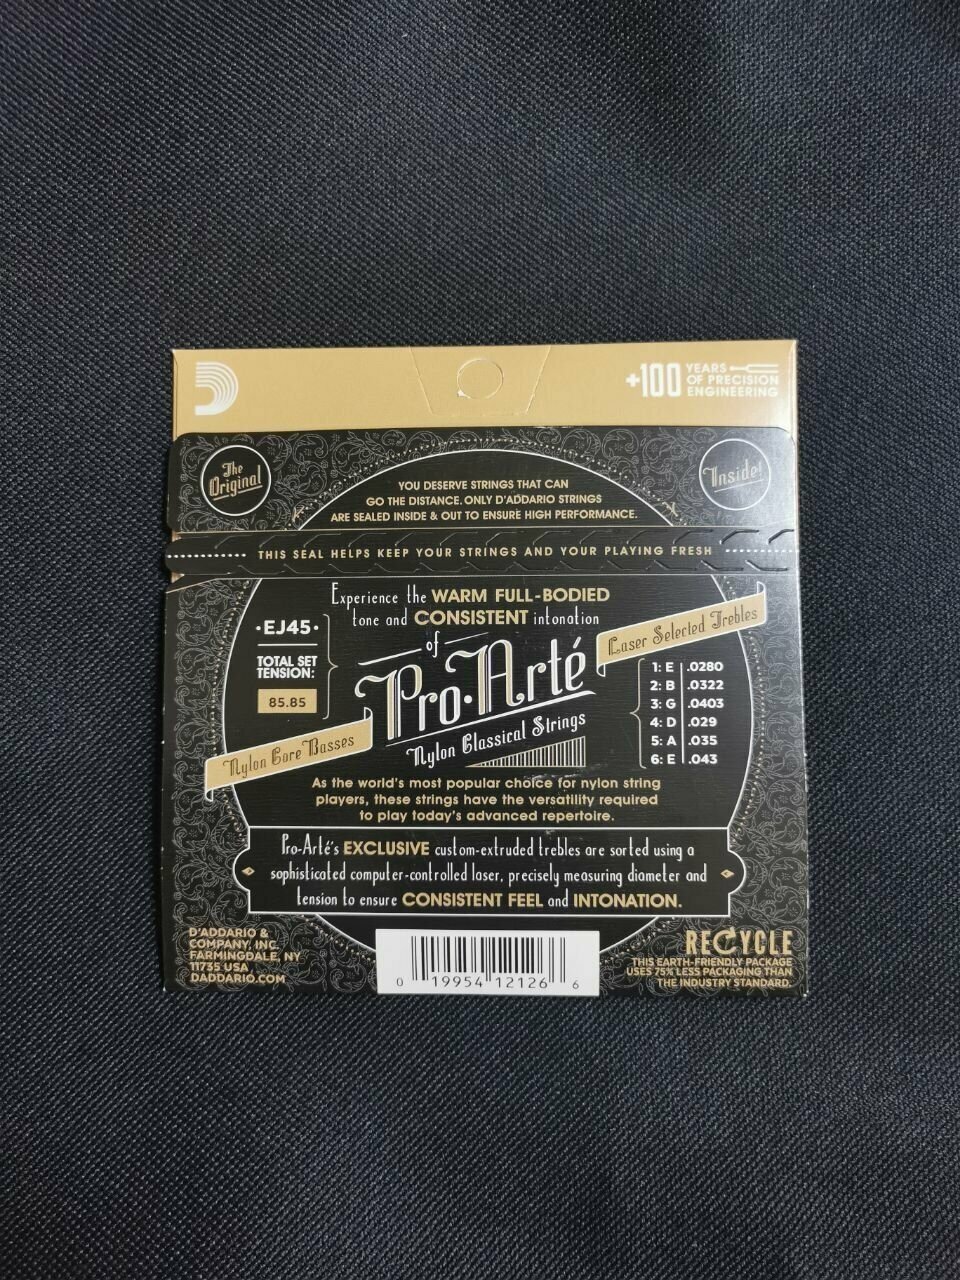 +100 YEARS
OF PRECISION
ENGINEERING
The
Original
Inside!
YOU DESERVE STRINGS THAT CAN
GO THE DISTANCE. ONLY D'ADDARIO STRINGS
ARE SEALED INSIDE & OUT TO ENSURE HIGH PERFORMANCE.
THIS SEAL HELPS KEEP YOUR STRINGS AND YOUR PLAYING FRESH
Experience the WARM FULL-BODIED
tone and CONSISTENT intonation
of
Pro·Arté
Nylon Classical Strings
·EJ45·
TOTAL SET
TENSION:
85.85
Nylon Core Basses
Laser Selected Trebles
1: E .0280
2: B .0322
3: G .0403
4: D .029
5: A .035
6: E .043
As the world's most popular choice for nylon string
players, these strings have the versatility required
to play today's advanced repertoire.
Pro-Arté's EXCLUSIVE custom-extruded trebles are sorted using a
sophisticated computer-controlled laser, precisely measuring diameter and
tension to ensure CONSISTENT FEEL and INTONATION.
D'ADDARIO &
COMPANY, INC.
FARMINGDALE, NY
11735 USA
DADDARIO.COM
0 19954 12126 6
RECYCLE
THIS EARTH-FRIENDLY PACKAGE
USES 75% LESS PACKAGING THAN
THE INDUSTRY STANDARD.